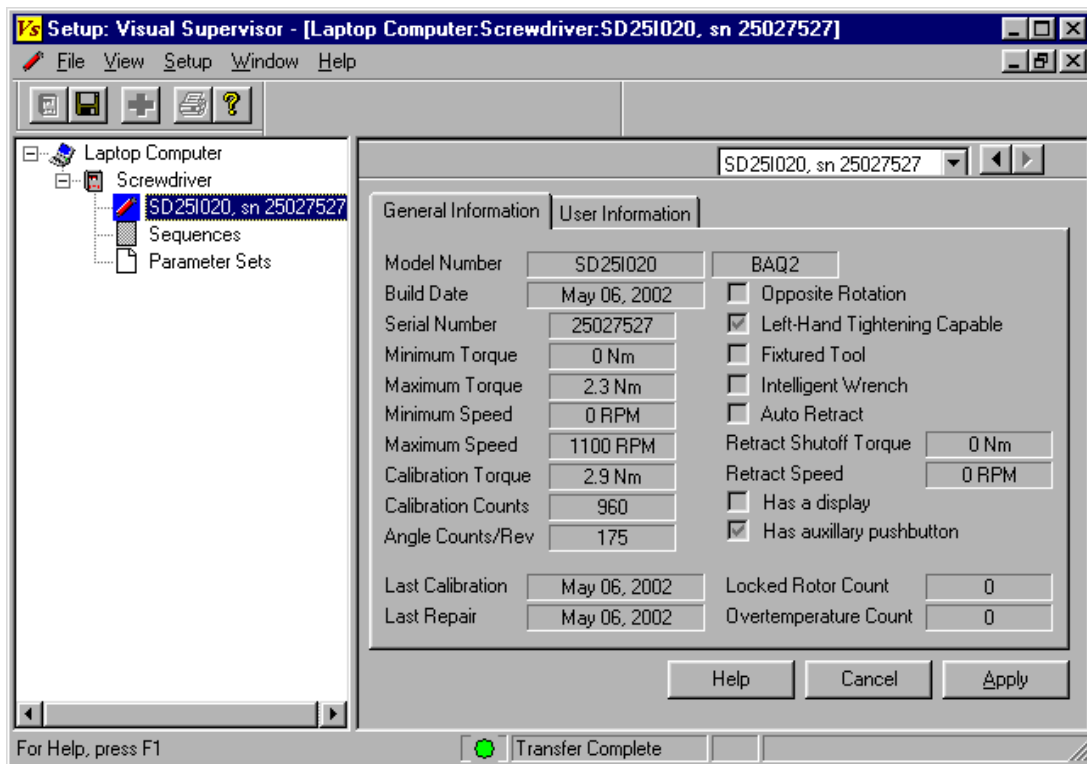 Vs Setup: Visual Supervisor - [Laptop Computer:Screwdriver:SD25I020, sn 25027527]
File View Setup Window Help
?
Laptop Computer
Screwdriver
SD25I020, sn 25027527
Sequences
Parameter Sets
SD25I020, sn 25027527
General Information User Information
Model Number SD25I020 BAQ2
Build Date May 06, 2002 Opposite Rotation
Serial Number 25027527 Left-Hand Tightening Capable
Minimum Torque 0 Nm Fixtured Tool
Maximum Torque 2.3 Nm Intelligent Wrench
Minimum Speed 0 RPM Auto Retract
Maximum Speed 1100 RPM Retract Shutoff Torque 0 Nm
Calibration Torque 2.9 Nm Retract Speed 0 RPM
Calibration Counts 960 Has a display
Angle Counts/Rev 175 Has auxillary pushbutton
Last Calibration May 06, 2002 Locked Rotor Count 0
Last Repair May 06, 2002 Overtemperature Count 0
Help Cancel Apply
For Help, press F1 Transfer Complete